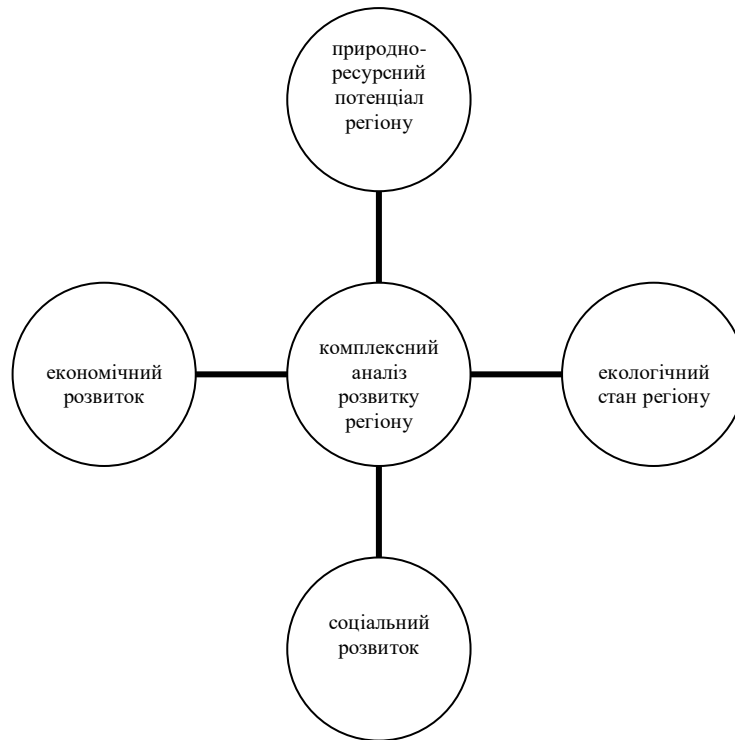 природно-
ресурсний
потенціал
регіону
економічний
розвиток
комплексний
аналіз
розвитку
регіону
екологічний
стан регіону
соціальний
розвиток